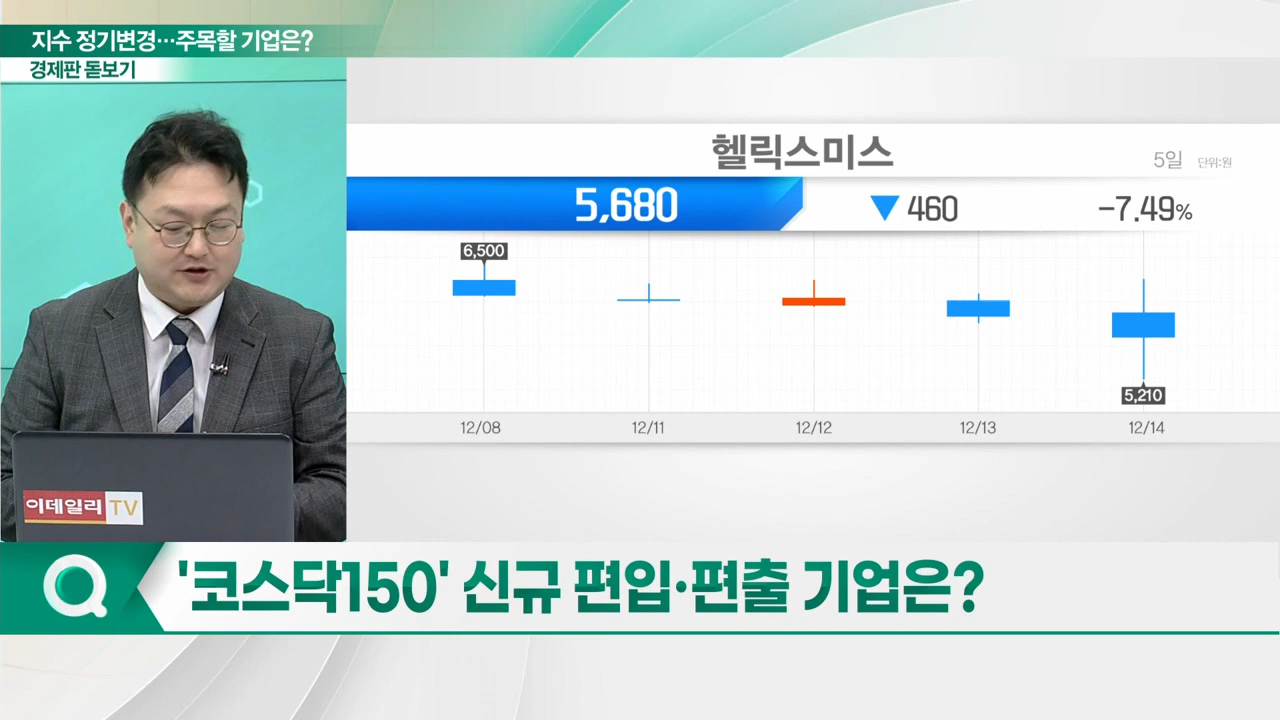 지수 정기변경…주목할 기업은?
경제판 돋보기
헬릭스미스
5일 단위:원
5,680 ▼460 -7.49%
6,500
5,210
12/08 12/11 12/12 12/13 12/14
이데일리 TV
'코스닥150' 신규 편입·편출 기업은?